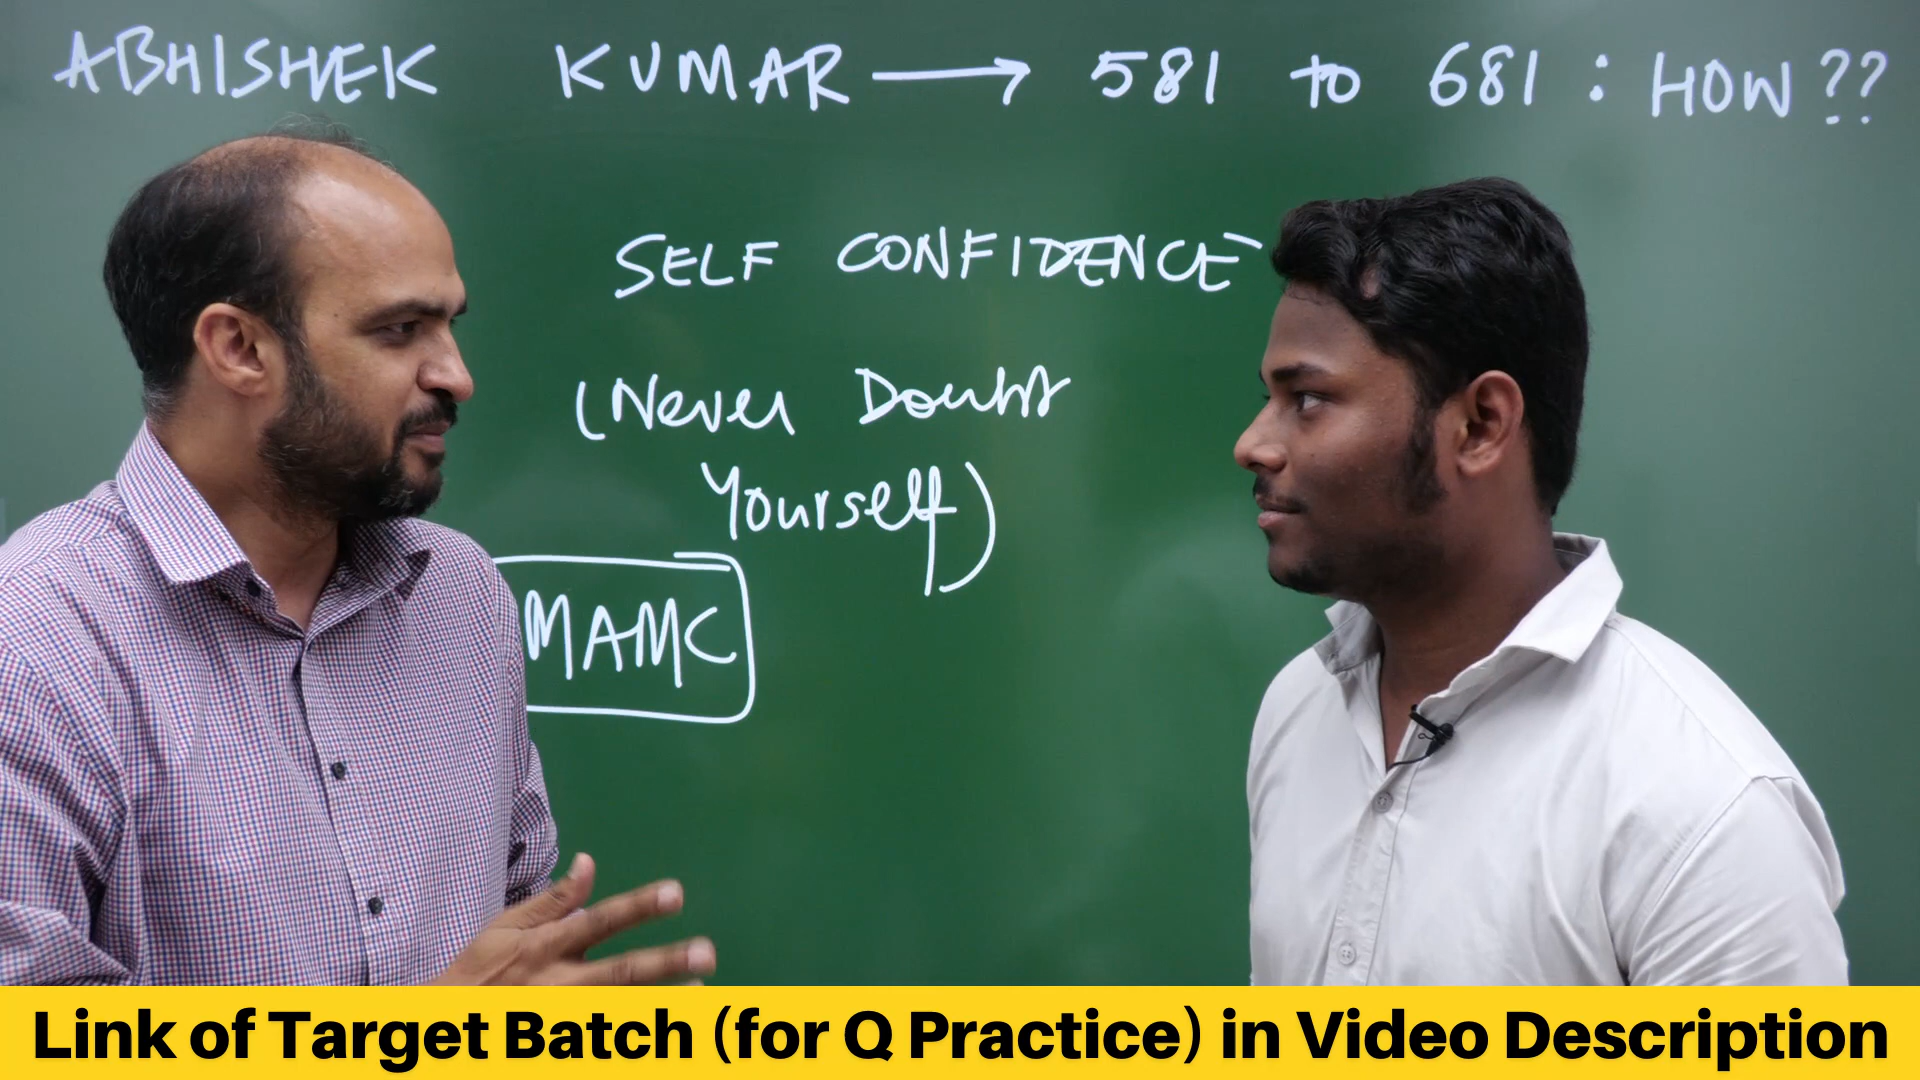 ABHISHEK KUMAR → 581 to 681 : HOW ??
SELF CONFIDENCE
(Never Doubt
Yourself)
MAMC
Link of Target Batch (for Q Practice) in Video Description